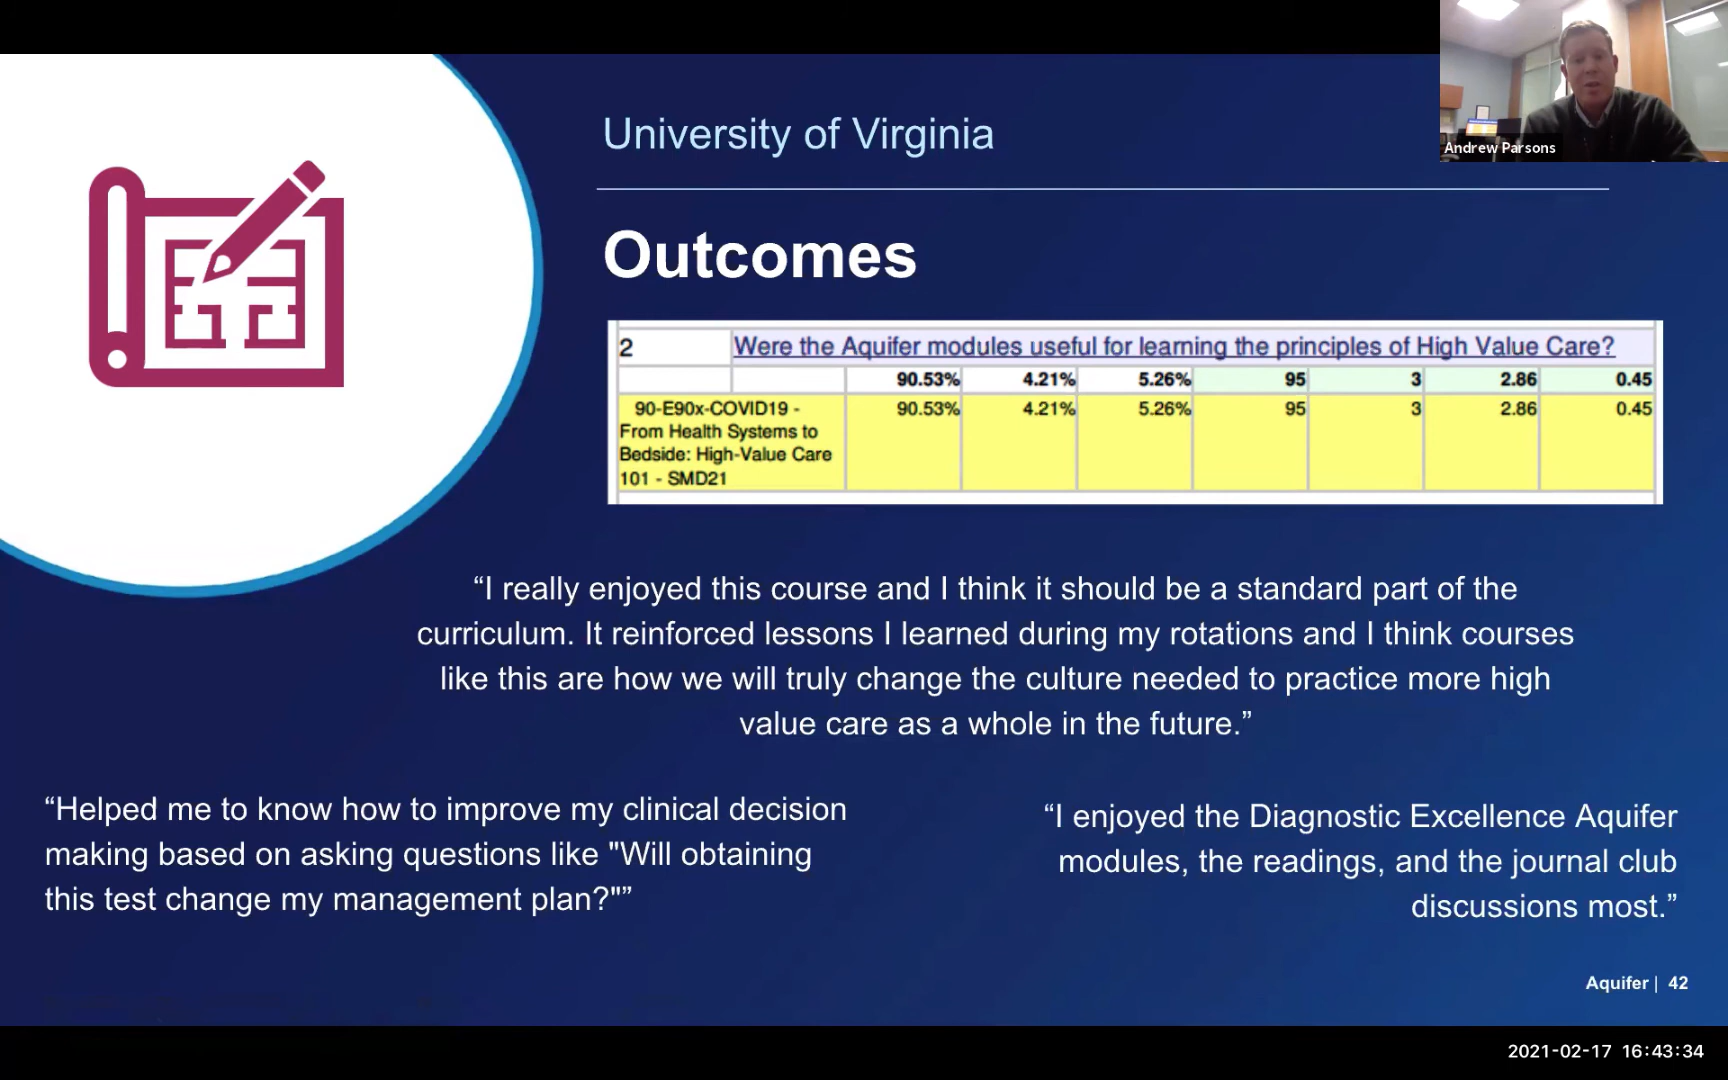 Andrew Parsons
University of Virginia
Outcomes
2 Were the Aquifer modules useful for learning the principles of High Value Care?
90.53% 4.21% 5.26% 95 3 2.86 0.45
90-E90x-COVID19 - 90.53% 4.21% 5.26% 95 3 2.86 0.45
From Health Systems to
Bedside: High-Value Care
101 - SMD21
“I really enjoyed this course and I think it should be a standard part of the
curriculum. It reinforced lessons I learned during my rotations and I think courses
like this are how we will truly change the culture needed to practice more high
value care as a whole in the future.”
“Helped me to know how to improve my clinical decision
making based on asking questions like "Will obtaining
this test change my management plan?"”
“I enjoyed the Diagnostic Excellence Aquifer
modules, the readings, and the journal club
discussions most.”
Aquifer | 42
2021-02-17 16:43:34